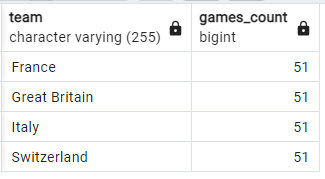 team games_count
character varying (255) bigint
France 51
Great Britain 51
Italy 51
Switzerland 51